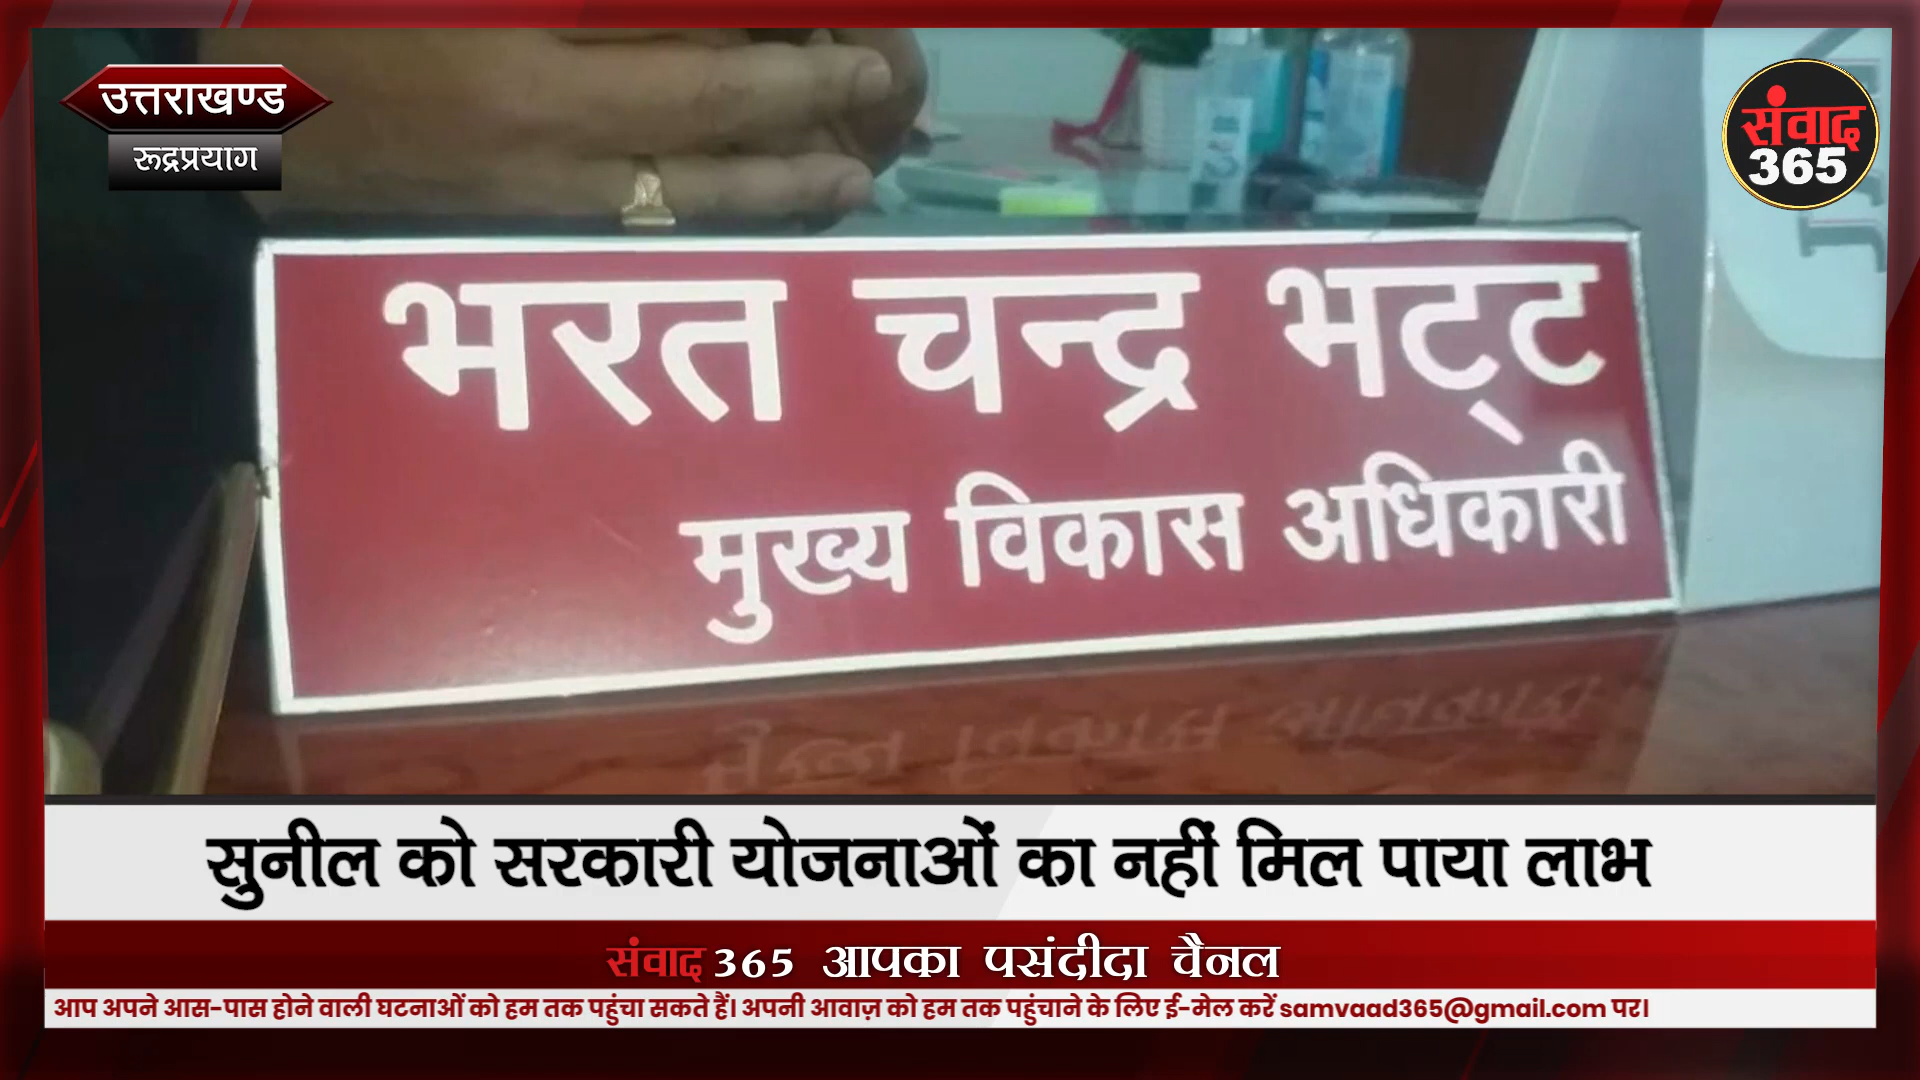 उत्तराखण्ड
रूद्रप्रयाग
संवाद
365
भरत चन्द्र भट्ट
मुख्य विकास अधिकारी
सुनील को सरकारी योजनाओं का नहीं मिल पाया लाभ
संवाद 365 आपका पसंदीदा चैनल
आप अपने आस-पास होने वाली घटनाओं को हम तक पहुंचा सकते हैं। अपनी आवाज़ को हम तक पहुंचाने के लिए ई-मेल करें samvaad365@gmail.com पर।